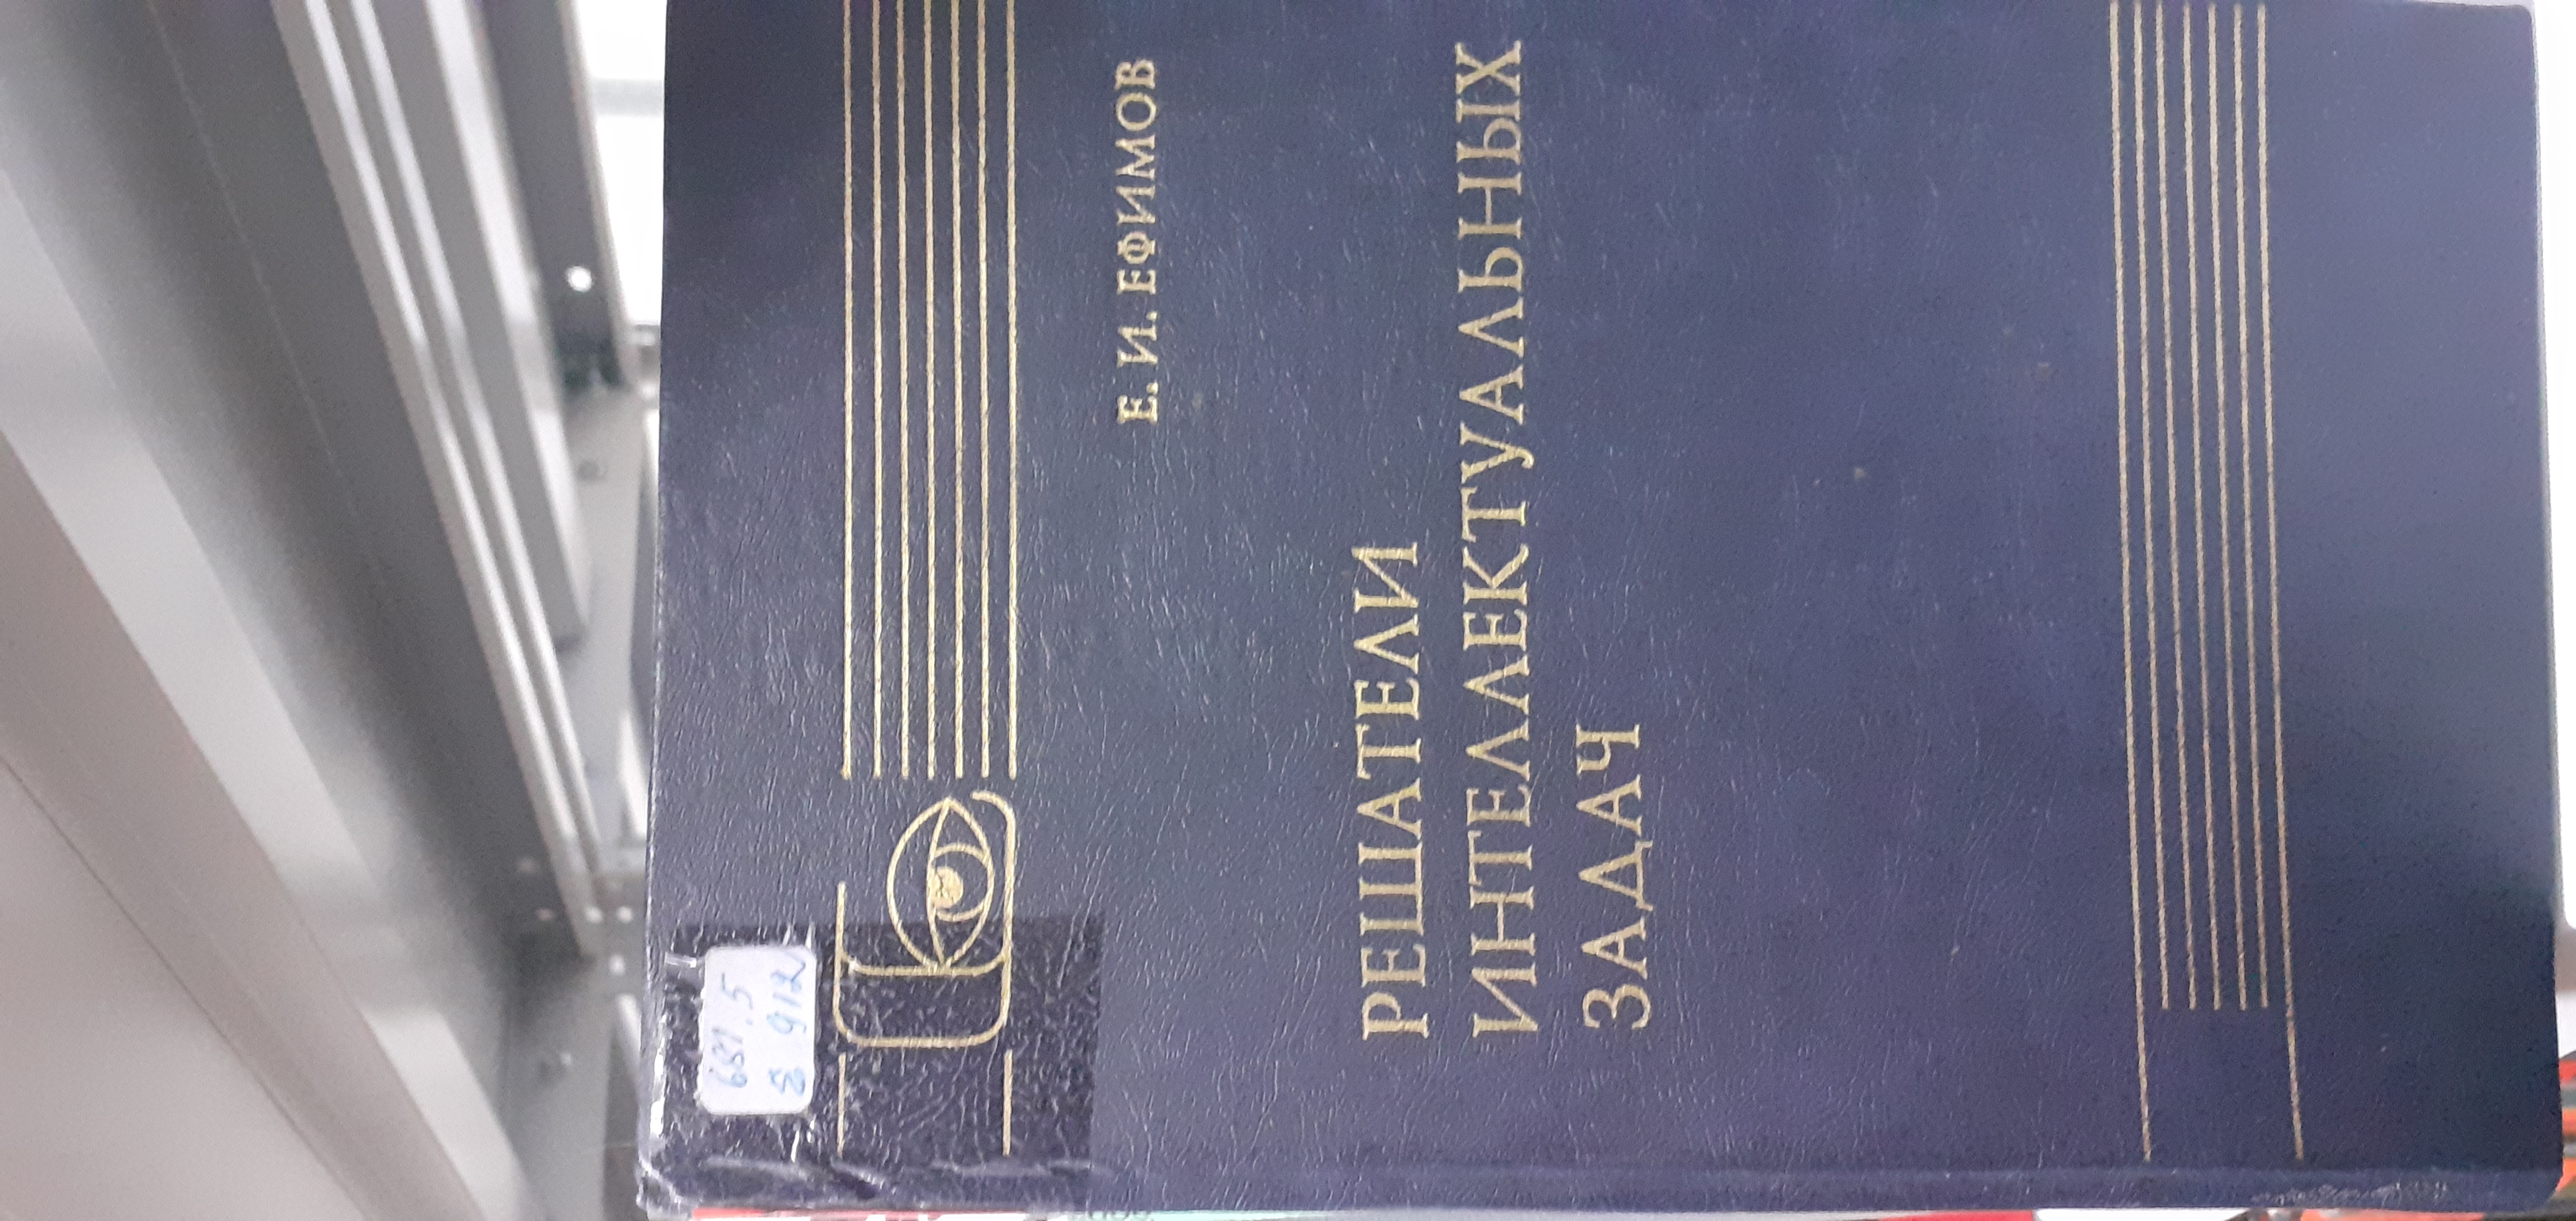 681.5
Е 912
Е. И. ЕФИМОВ
РЕШАТЕЛИ
ИНТЕЛЛЕКТУАЛЬНЫХ
ЗАДАЧ